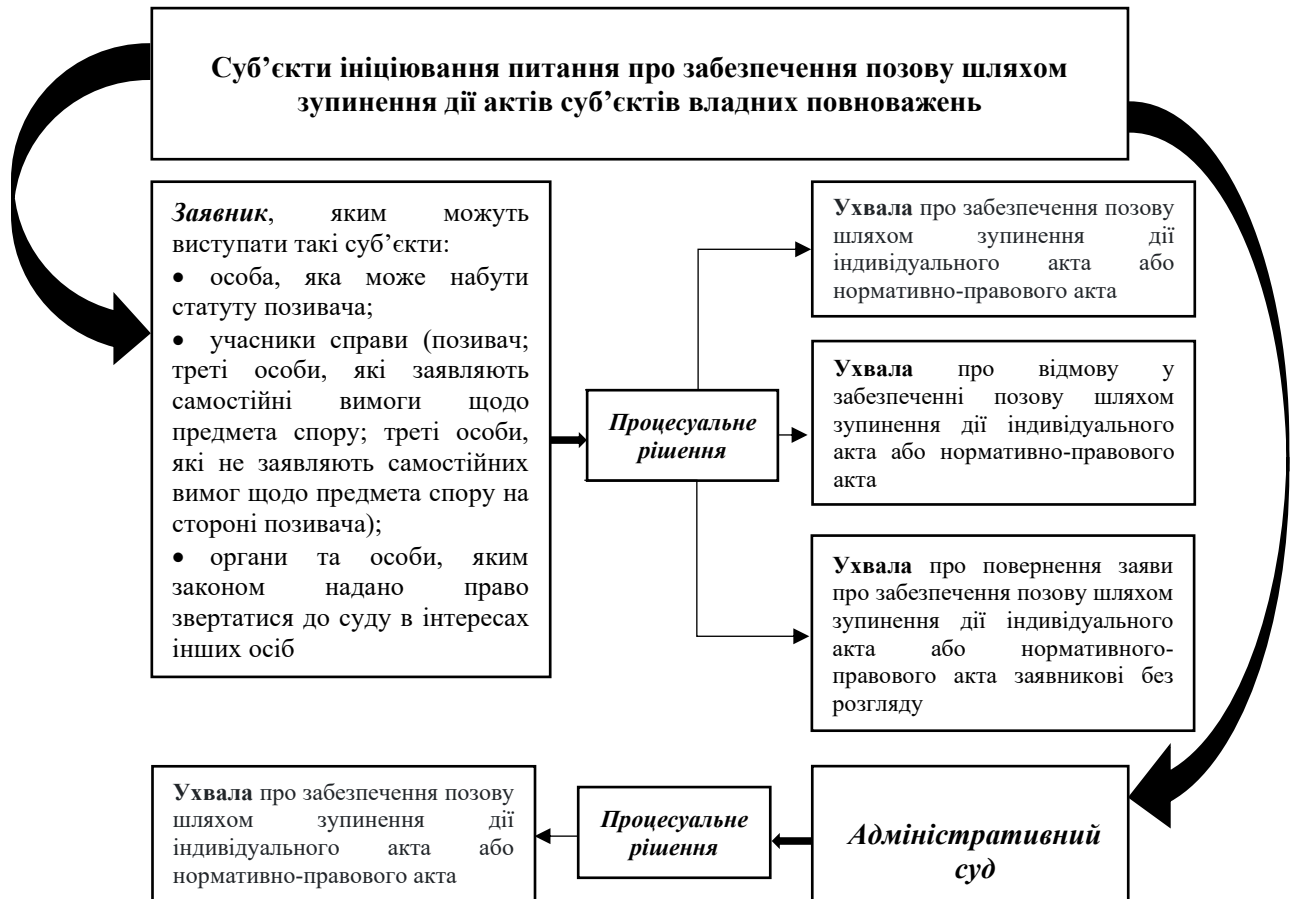 Суб’єкти ініціювання питання про забезпечення позову шляхом
зупинення дії актів суб’єктів владних повноважень
Заявник, яким можуть
виступати такі суб’єкти:
• особа, яка може набути
статуту позивача;
• учасники справи (позивач;
треті особи, які заявляють
самостійні вимоги щодо
предмета спору; треті особи,
які не заявляють самостійних
вимог щодо предмета спору на
стороні позивача);
• органи та особи, яким
законом надано право
звертатися до суду в інтересах
інших осіб
Процесуальне
рішення
Ухвала про забезпечення позову
шляхом зупинення дії
індивідуального акта або
нормативно-правового акта
Ухвала про відмову у
забезпеченні позову шляхом
зупинення дії індивідуального
акта або нормативно-правового
акта
Ухвала про повернення заяви
про забезпечення позову шляхом
зупинення дії індивідуального
акта або нормативного-
правового акта заявникові без
розгляду
Ухвала про забезпечення позову
шляхом зупинення дії
індивідуального акта або
нормативно-правового акта
Процесуальне
рішення
Адміністративний
суд